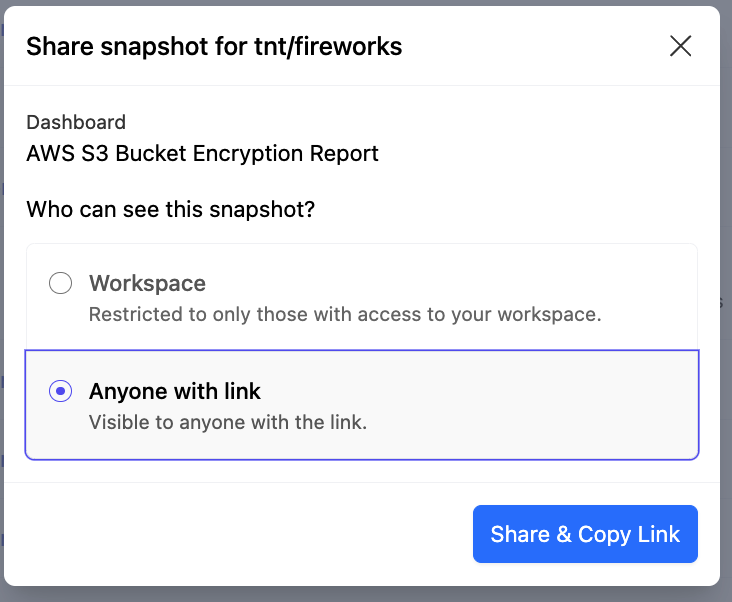 Share snapshot for tnt/fireworks
Dashboard
AWS S3 Bucket Encryption Report
Who can see this snapshot?
Workspace
Restricted to only those with access to your workspace.
Anyone with link
Visible to anyone with the link.
Share & Copy Link